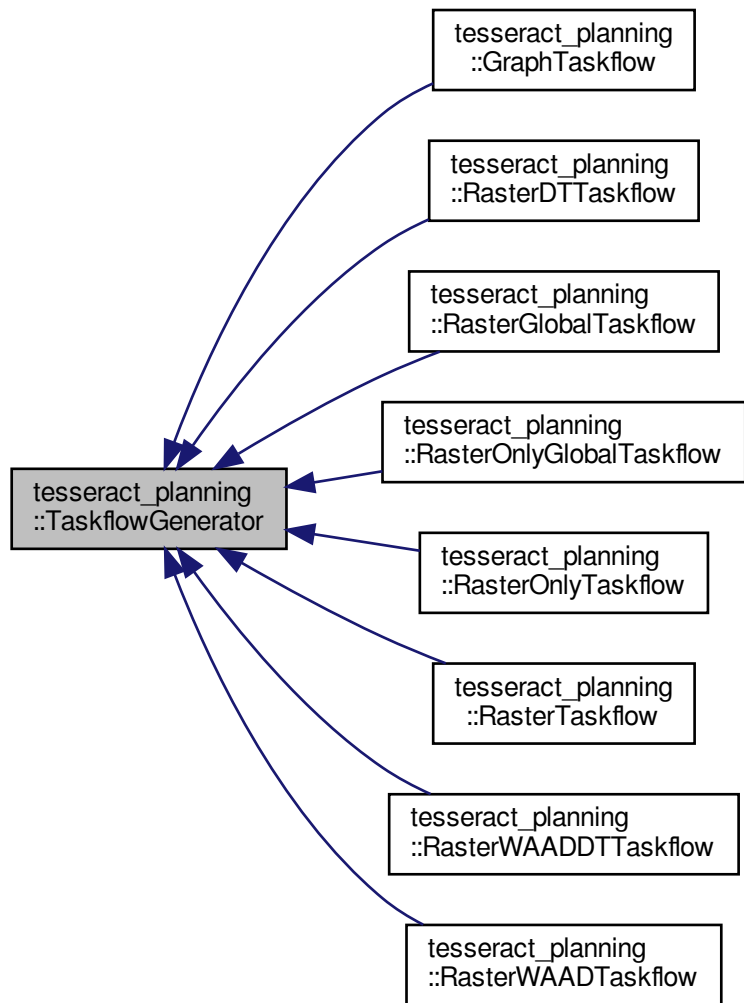 tesseract_planning
::GraphTaskflow
tesseract_planning
::RasterDTTaskflow
tesseract_planning
::RasterGlobalTaskflow
tesseract_planning
::RasterOnlyGlobalTaskflow
tesseract_planning
::TaskflowGenerator
tesseract_planning
::RasterOnlyTaskflow
tesseract_planning
::RasterTaskflow
tesseract_planning
::RasterWAADDTTaskflow
tesseract_planning
::RasterWAADTaskflow